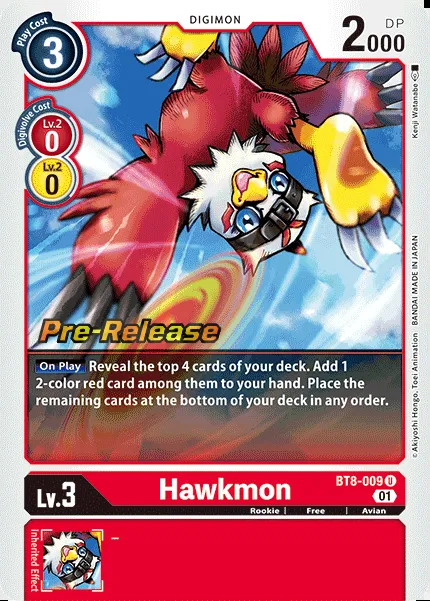 Play Cost
3
DIGIMON
DP
2000
Digivolve Cost
Lv.2
0
Lv.2
0
Kenji Watanabe
Pre-Release
On Play Reveal the top 4 cards of your deck. Add 1
2-color red card among them to your hand. Place the
remaining cards at the bottom of your deck in any order.
©Akiyoshi Hongo, Toei Animation BANDAI MADE IN JAPAN
Lv.3
Hawkmon
BT8-009 U
01
Rookie | Free | Avian
Inherited Effect
–